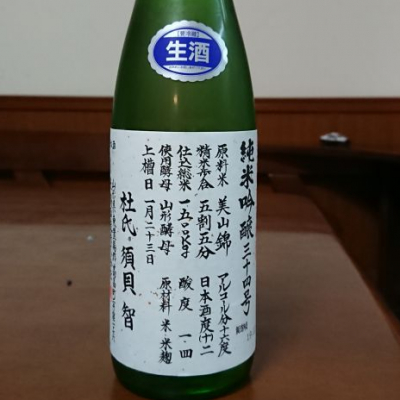 要冷蔵
生酒
純米吟醸 三十四号
原料米 美山錦 アルコール分十六度
精米歩合 五割五分 日本酒度(+)二
仕込総米 一五〇〇kg 酸度 一・四
使用酵母 山形酵母 原材料 米 米麹
上槽日 一月二十三日
杜氏 須貝 智